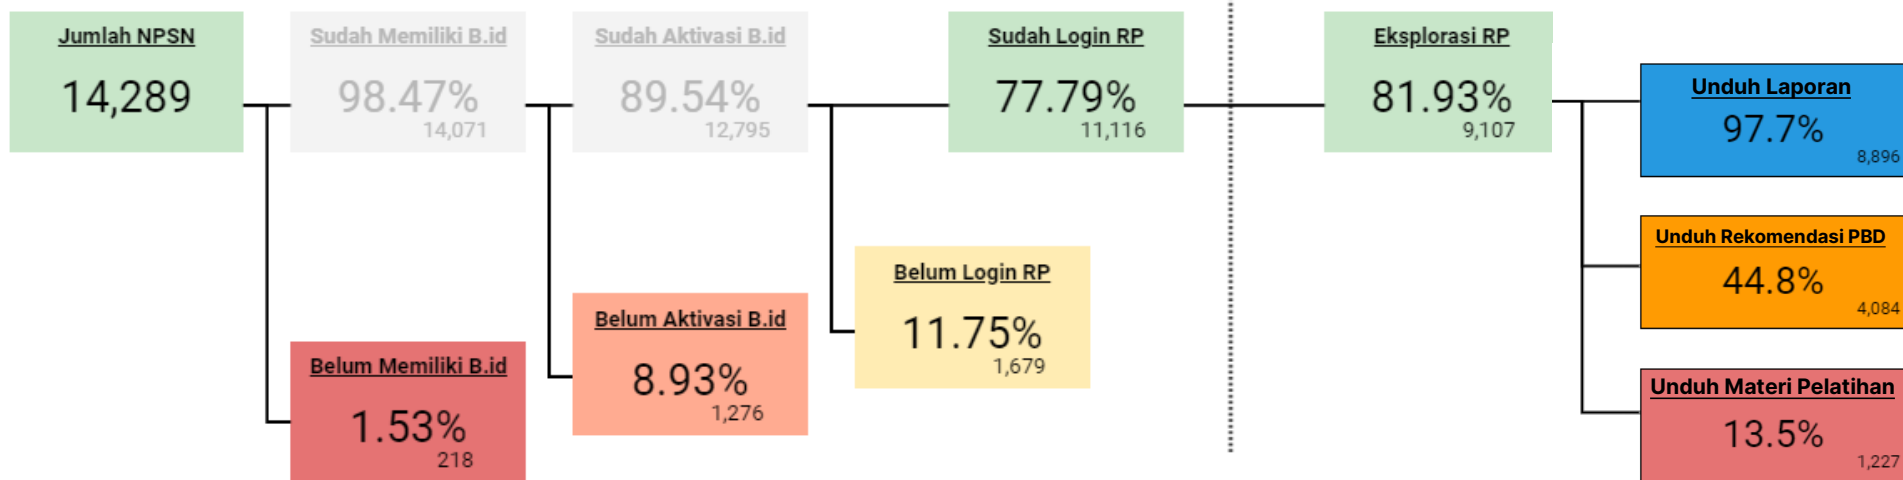 Jumlah NPSN
14,289
Sudah Memiliki B.id
98.47%
14,071
Sudah Aktivasi B.id
89.54%
12,795
Sudah Login RP
77.79%
11,116
Eksplorasi RP
81.93%
9,107
Unduh Laporan
97.7%
8,896
Unduh Rekomendasi PBD
44.8%
4,084
Unduh Materi Pelatihan
13.5%
1,227
Belum Login RP
11.75%
1,679
Belum Aktivasi B.id
8.93%
1,276
Belum Memiliki B.id
1.53%
218